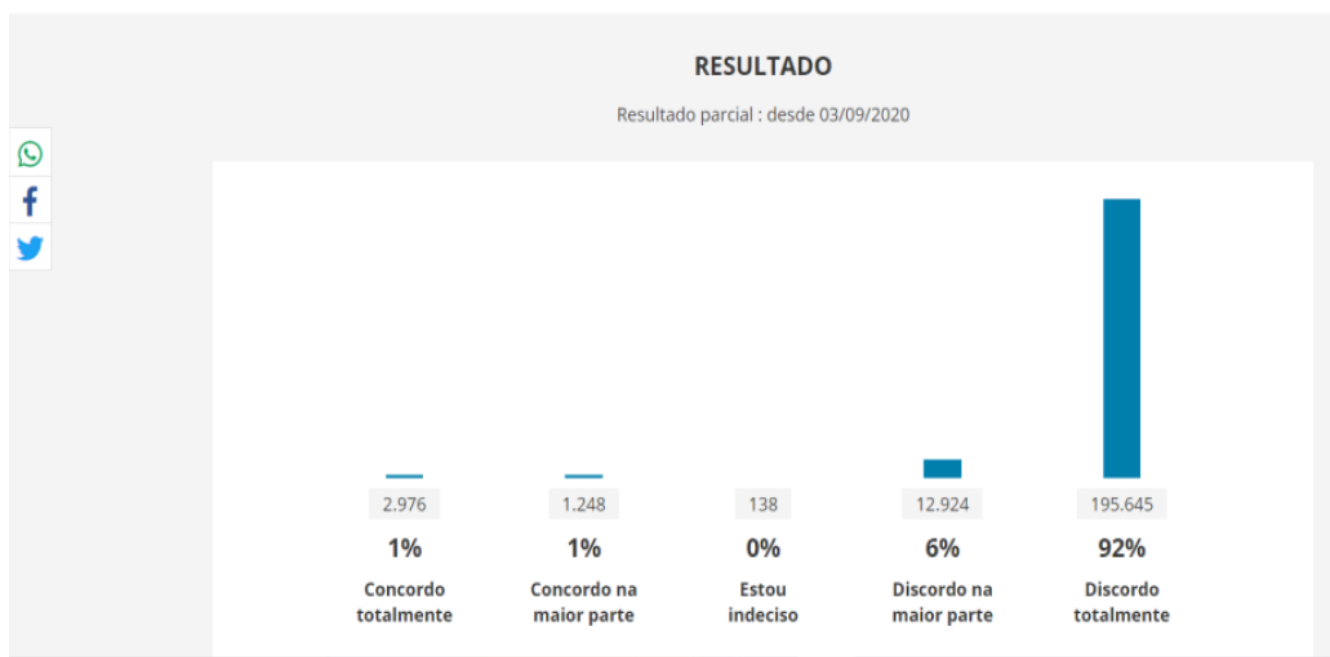 RESULTADO
Resultado parcial : desde 03/09/2020
2.976
1.248
138
12.924
195.645
1%
1%
0%
6%
92%
Concordo
totalmente
Concordo na
maior parte
Estou
indeciso
Discordo na
maior parte
Discordo
totalmente